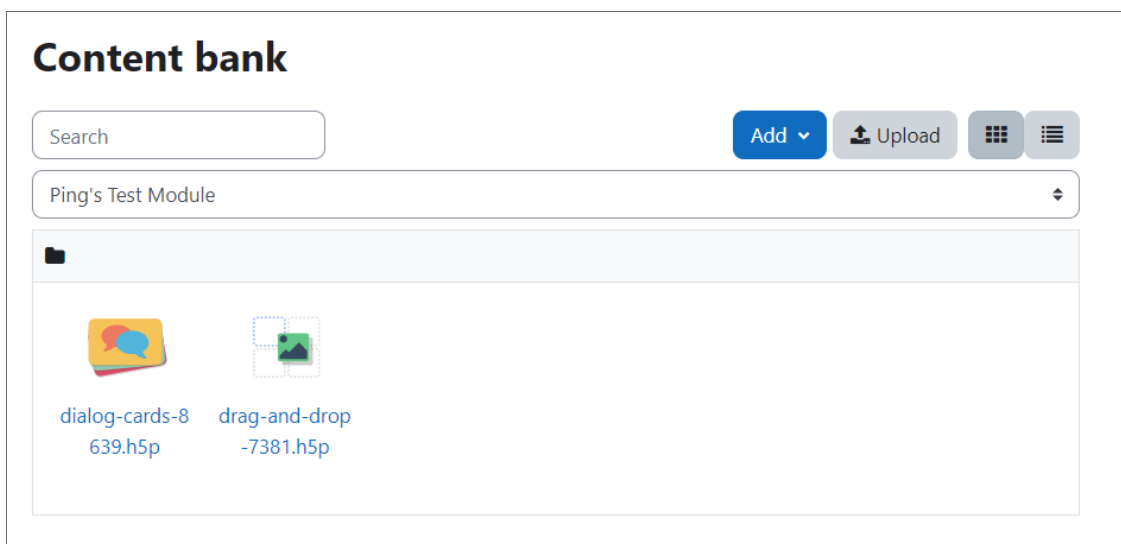 Content bank
Search
Add
Upload
Ping's Test Module
dialog-cards-8
639.h5p
drag-and-drop
-7381.h5p